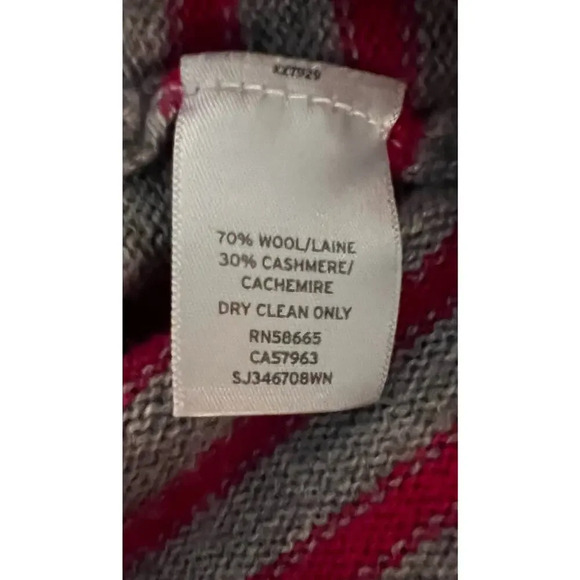 70% WOOL/LAINE
30% CASHMERE/
CACHEMIRE
DRY CLEAN ONLY
RN58665
CA57963
SJ346708WN